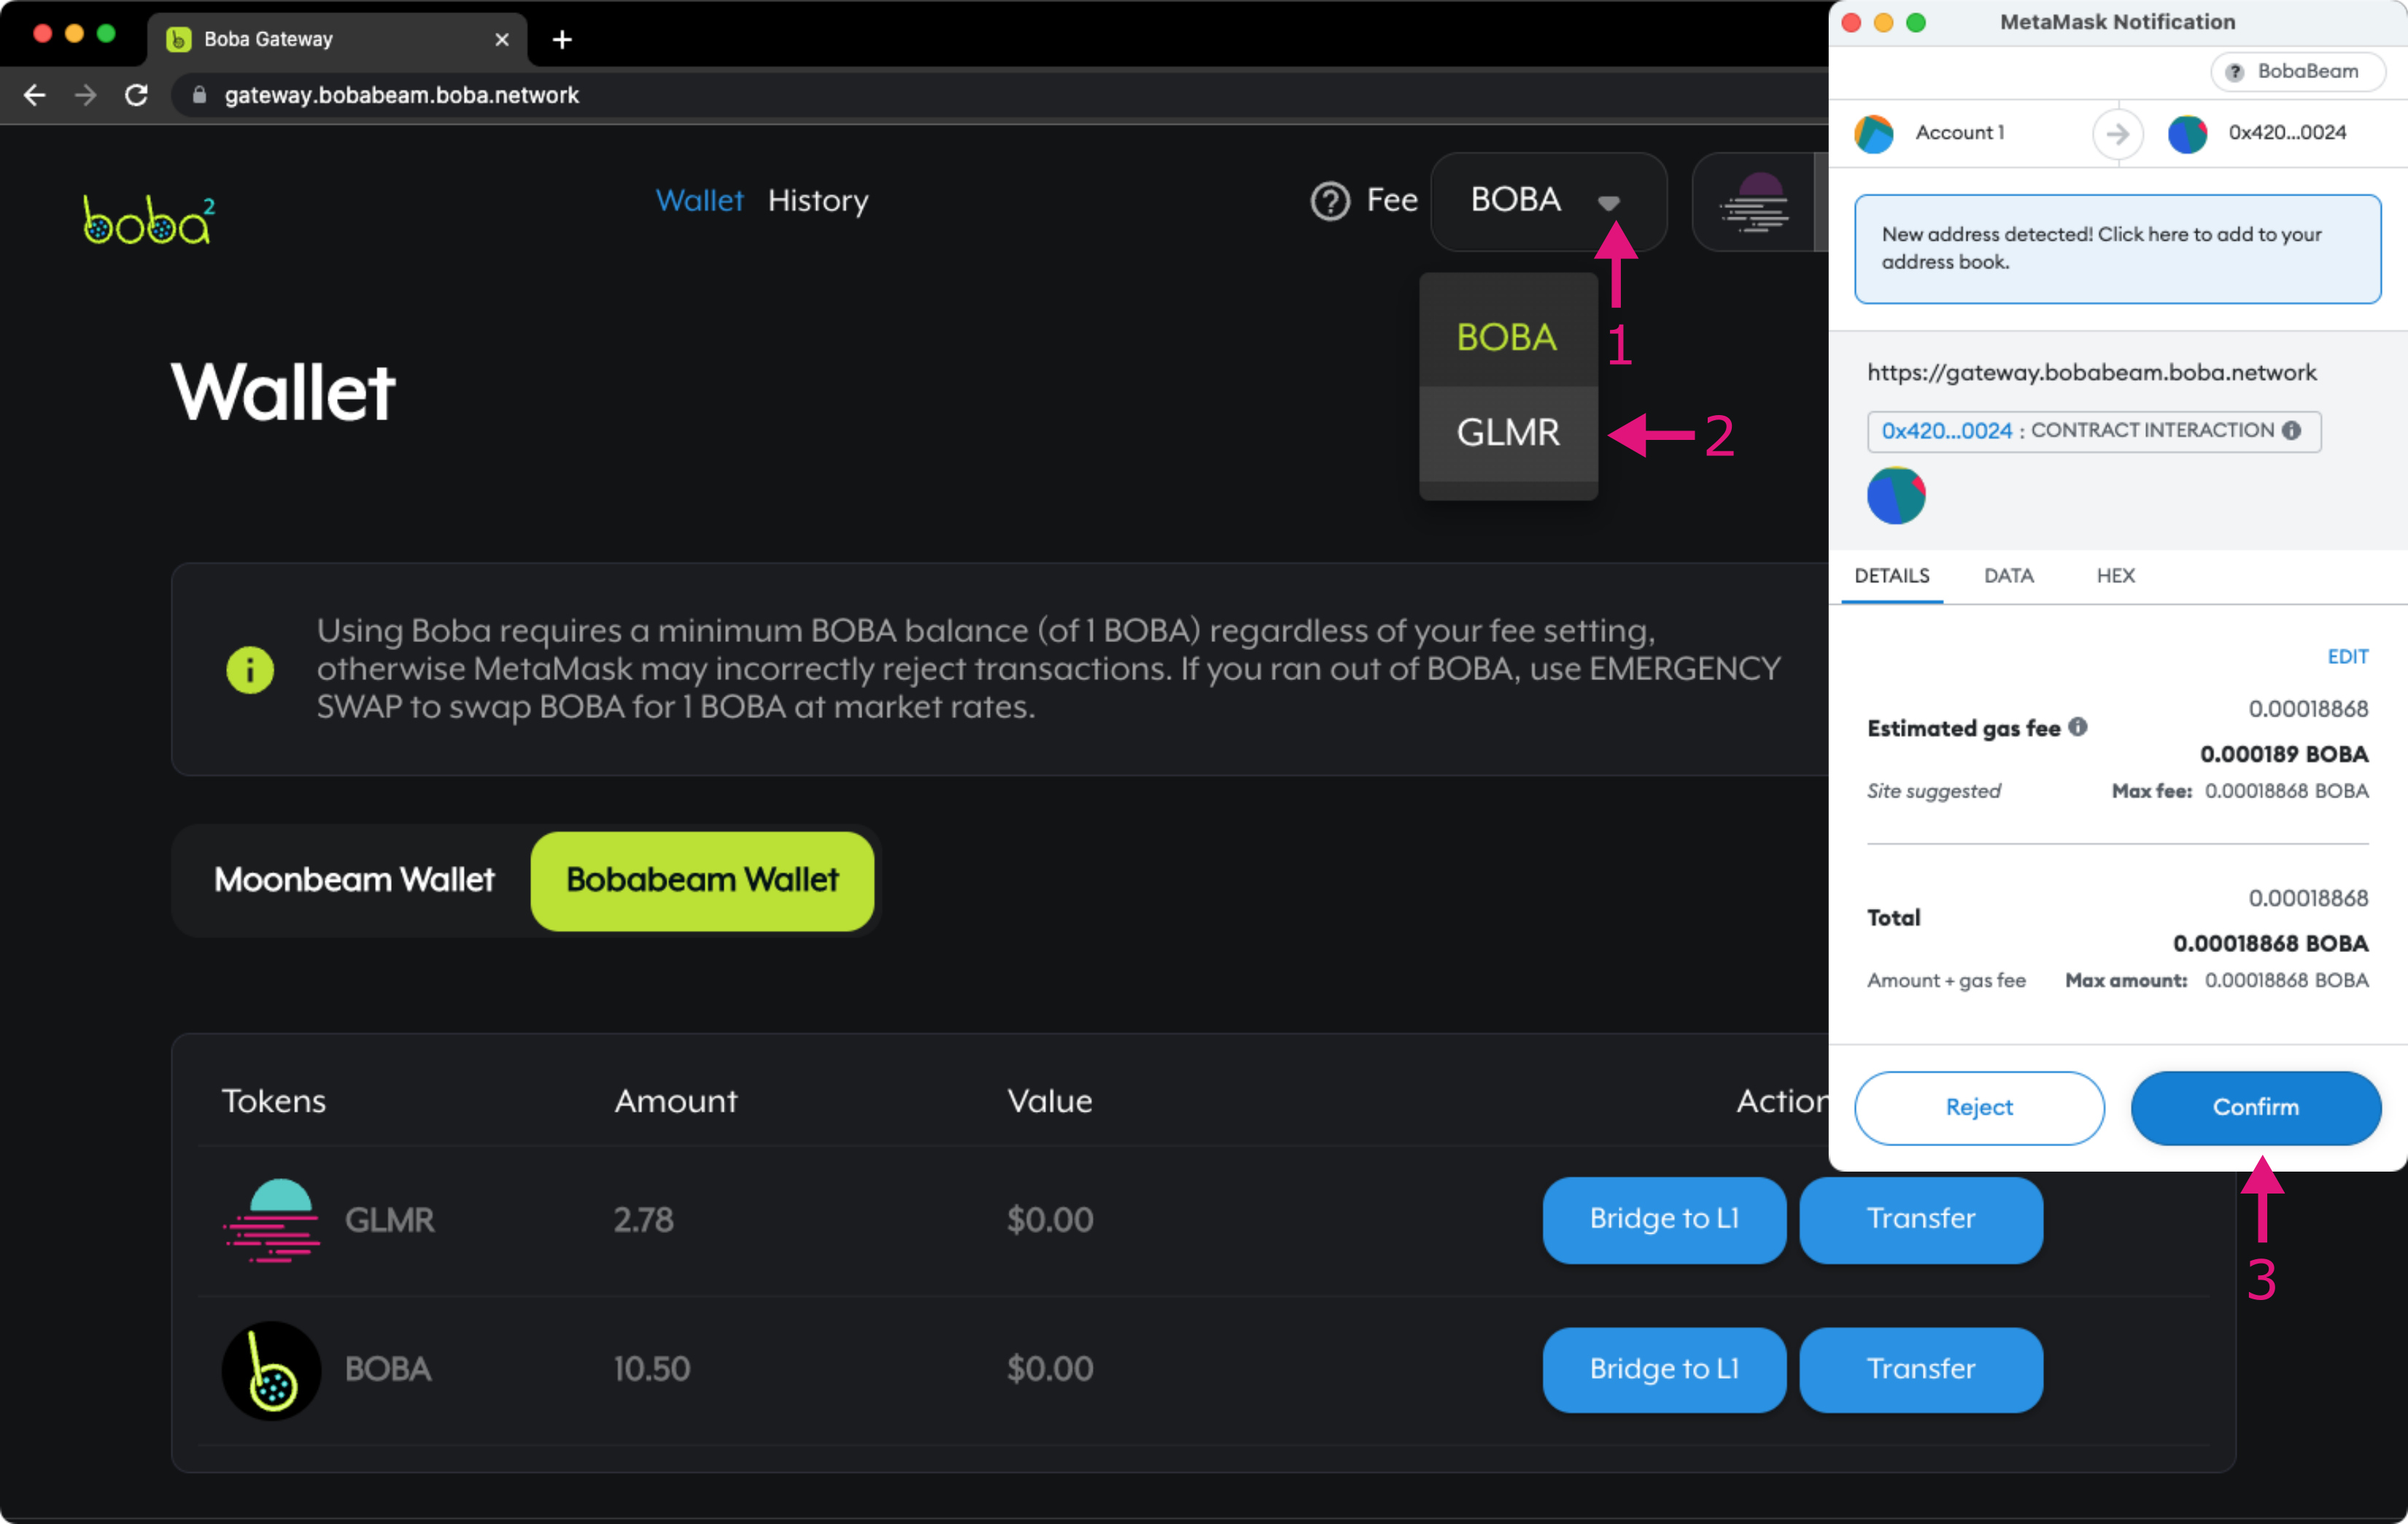 Boba Gateway
gateway.bobabeam.boba.network
boba²
Wallet History
Fee BOBA
BOBA
GLMR
1
2
Wallet
Using Boba requires a minimum BOBA balance (of 1 BOBA) regardless of your fee setting,
otherwise MetaMask may incorrectly reject transactions. If you ran out of BOBA, use EMERGENCY
SWAP to swap BOBA for 1 BOBA at market rates.
Moonbeam Wallet Bobabeam Wallet
Tokens Amount Value Action
GLMR 2.78 $0.00 Bridge to L1 Transfer
BOBA 10.50 $0.00 Bridge to L1 Transfer
MetaMask Notification
BobaBeam
Account 1 0x420...0024
New address detected! Click here to add to your
address book.
https://gateway.bobabeam.boba.network
0x420...0024 : CONTRACT INTERACTION
DETAILS DATA HEX
EDIT
0.00018868
Estimated gas fee
0.000189 BOBA
Site suggested Max fee: 0.00018868 BOBA
0.00018868
Total
0.00018868 BOBA
Amount + gas fee Max amount: 0.00018868 BOBA
Reject Confirm
3